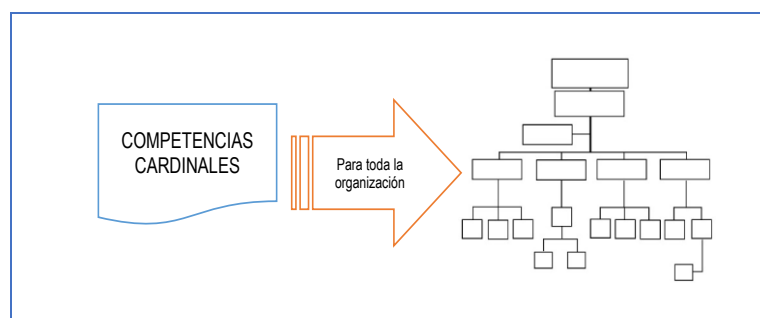 COMPETENCIAS
CARDINALES
Para toda la
organización